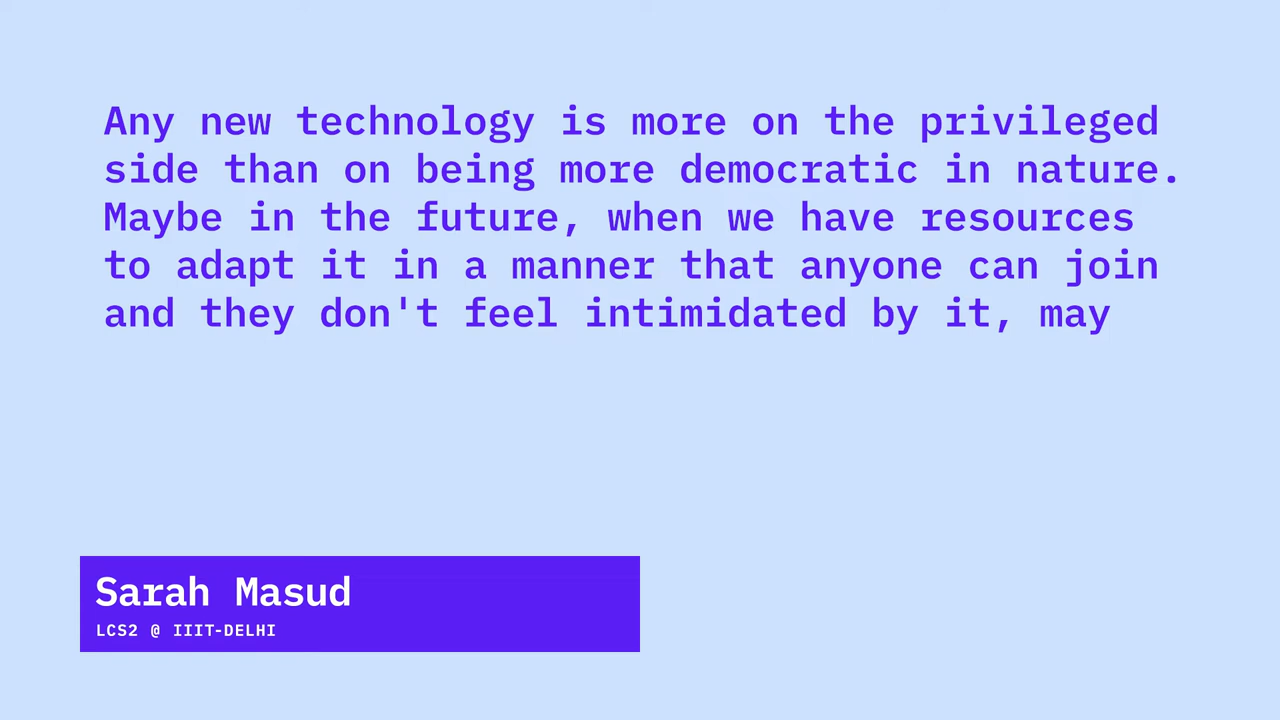 Any new technology is more on the privileged
side than on being more democratic in nature.
Maybe in the future, when we have resources
to adapt it in a manner that anyone can join
and they don't feel intimidated by it, may
Sarah Masud
LCS2 @ IIIT-DELHI